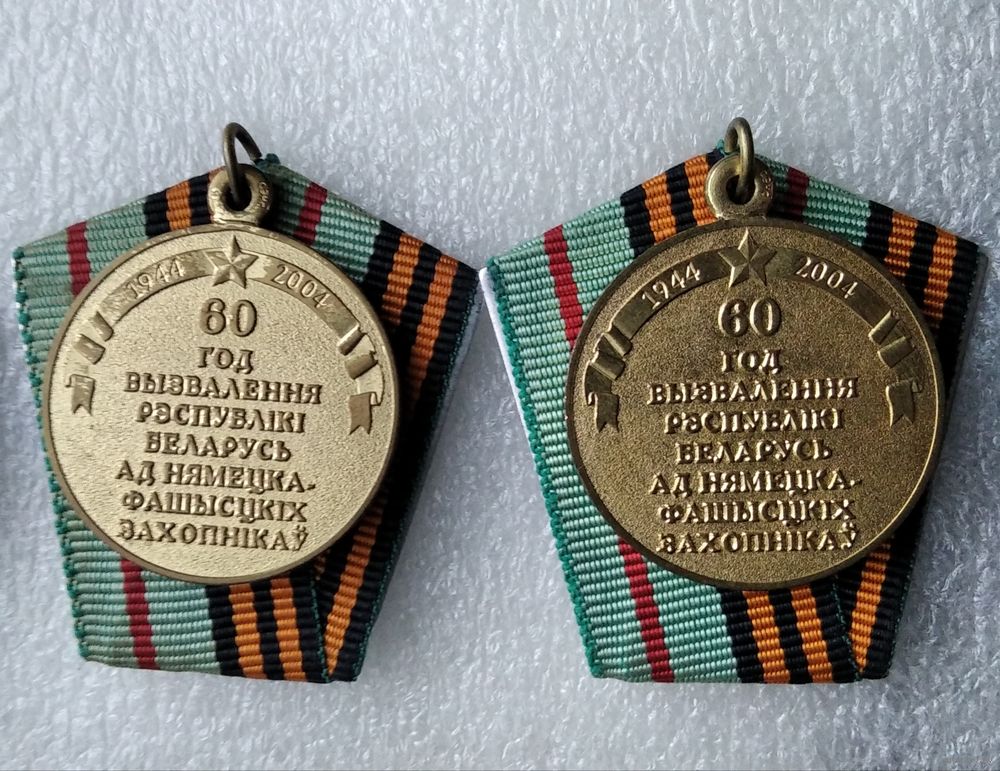 1944 2004
60
ГОД
ВЫЗВАЛЕННЯ
РЭСПУБЛІКІ
БЕЛАРУСЬ
АД НЯМЕЦКА-
ФАШЫСЦКІХ
ЗАХОПНІКАЎ
1944 2004
60
ГОД
ВЫЗВАЛЕННЯ
РЭСПУБЛІКІ
БЕЛАРУСЬ
АД НЯМЕЦКА-
ФАШЫСЦКІХ
ЗАХОПНІКАЎ